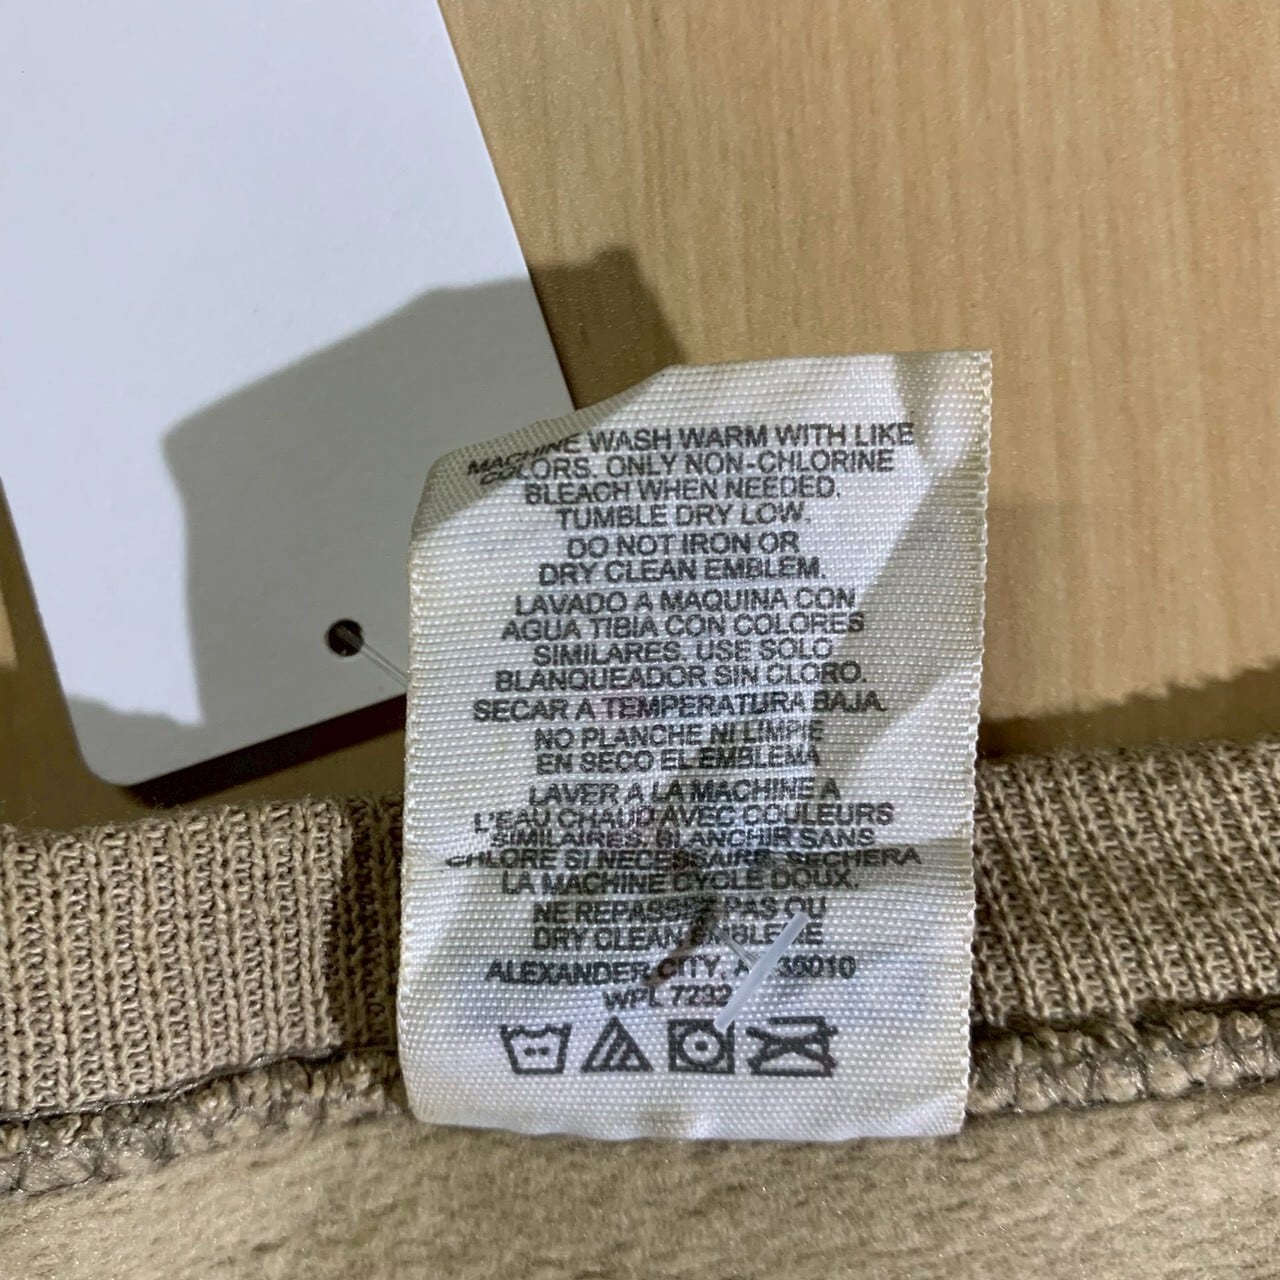 MACHINE WASH WARM WITH LIKE
COLORS. ONLY NON-CHLORINE
BLEACH WHEN NEEDED.
TUMBLE DRY LOW.
DO NOT IRON OR
DRY CLEAN EMBLEM.
LAVADO A MAQUINA CON
AGUA TIBIA CON COLORES
SIMILARES. USE SOLO
BLANQUEADOR SIN CLORO.
SECAR A TEMPERATURA BAJA.
NO PLANCHE NI LIMPIE
EN SECO EL EMBLEMA
LAVER A LA MACHINE A
L'EAU CHAUD AVEC COULEURS
SIMILAIRES. BLANCHIR SANS
CHLORE SI NECESSAIRE. SECHER A
LA MACHINE CYCLE DOUX.
NE REPASSER PAS OU
DRY CLEAN EMBLEME
ALEXANDER CITY, 35010
WPL 7232